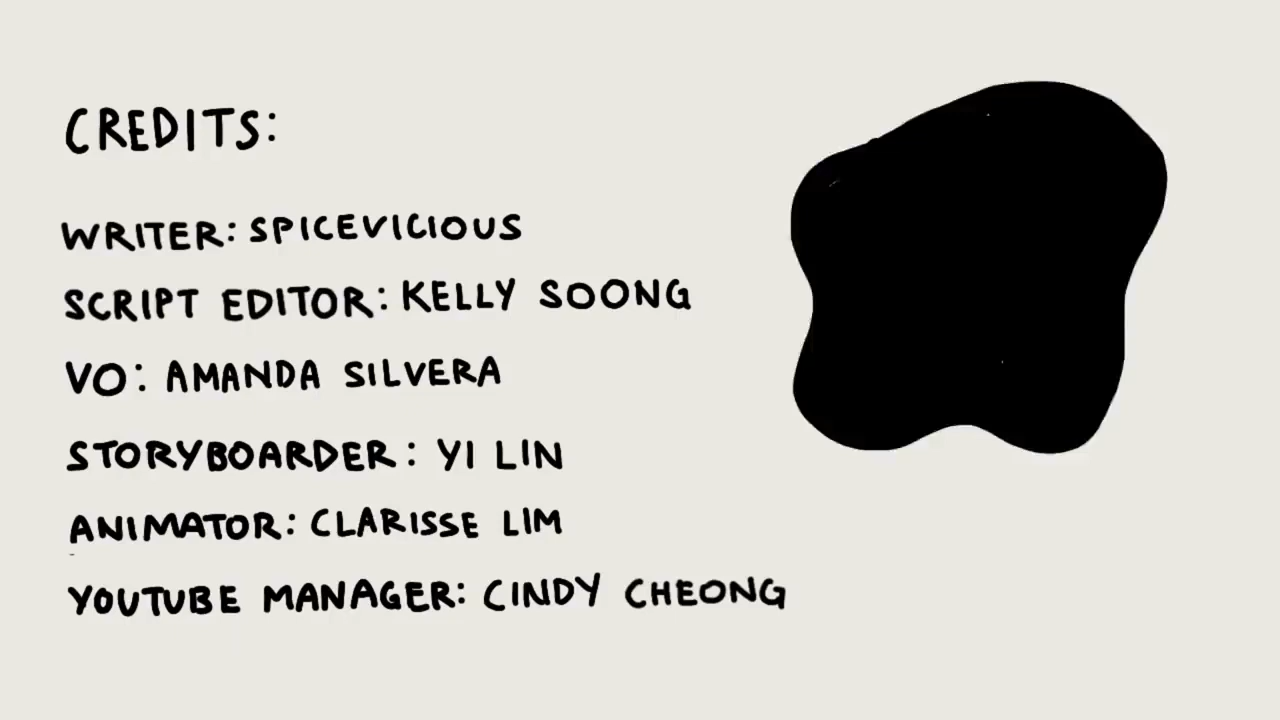 CREDITS:
WRITER: SPICEVICIOUS
SCRIPT EDITOR: KELLY SOONG
VO: AMANDA SILVERA
STORYBOARDER: YI LIN
ANIMATOR: CLARISSE LIM
YOUTUBE MANAGER: CINDY CHEONG